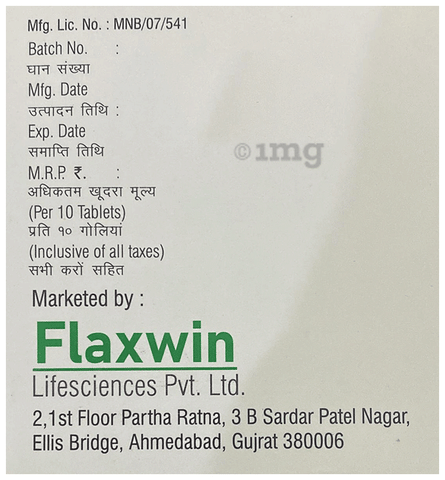 Mfg. Lic. No. : MNB/07/541
Batch No. :
घान संख्या
Mfg. Date
उत्पादन तिथि :
Exp. Date
समाप्ति तिथि
M.R.P. ₹. :
अधिकतम खूदरा मूल्य
(Per 10 Tablets)
प्रति १० गोलियां
(Inclusive of all taxes)
सभी करों सहित
©1mg
Marketed by :
Flaxwin
Lifesciences Pvt. Ltd.
2,1st Floor Partha Ratna, 3 B Sardar Patel Nagar,
Ellis Bridge, Ahmedabad, Gujrat 380006